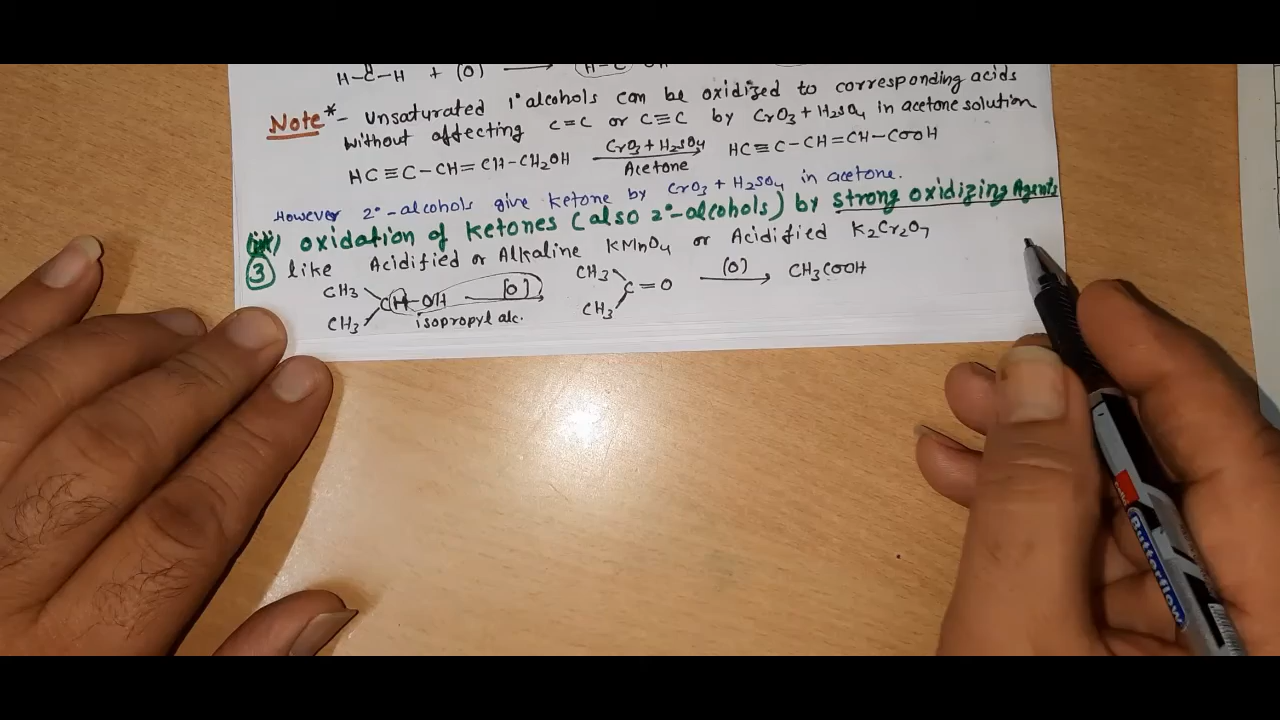 H-C-H + (O) ⟶ H-C OH
Note*- Unsaturated 1° alcohols can be oxidized to corresponding acids
without affecting C=C or C≡C by CrO3 + H2SO4 in acetone solution
HC≡C-CH=CH-CH2OH CrO3+H2SO4 ⟶ Acetone HC≡C-CH=CH-COOH
However 2°-alcohols give ketone by CrO3 + H2SO4 in acetone.
(iii) oxidation of ketones (also 2°-alcohols) by strong oxidizing Agents
3 like Acidified or Alkaline KMnO4 or Acidified K2Cr2O7
CH3 CH3 CH-OH [O] ⟶ isopropyl alc. CH3 CH3 C=O (O) ⟶ CH3COOH
Butterflow